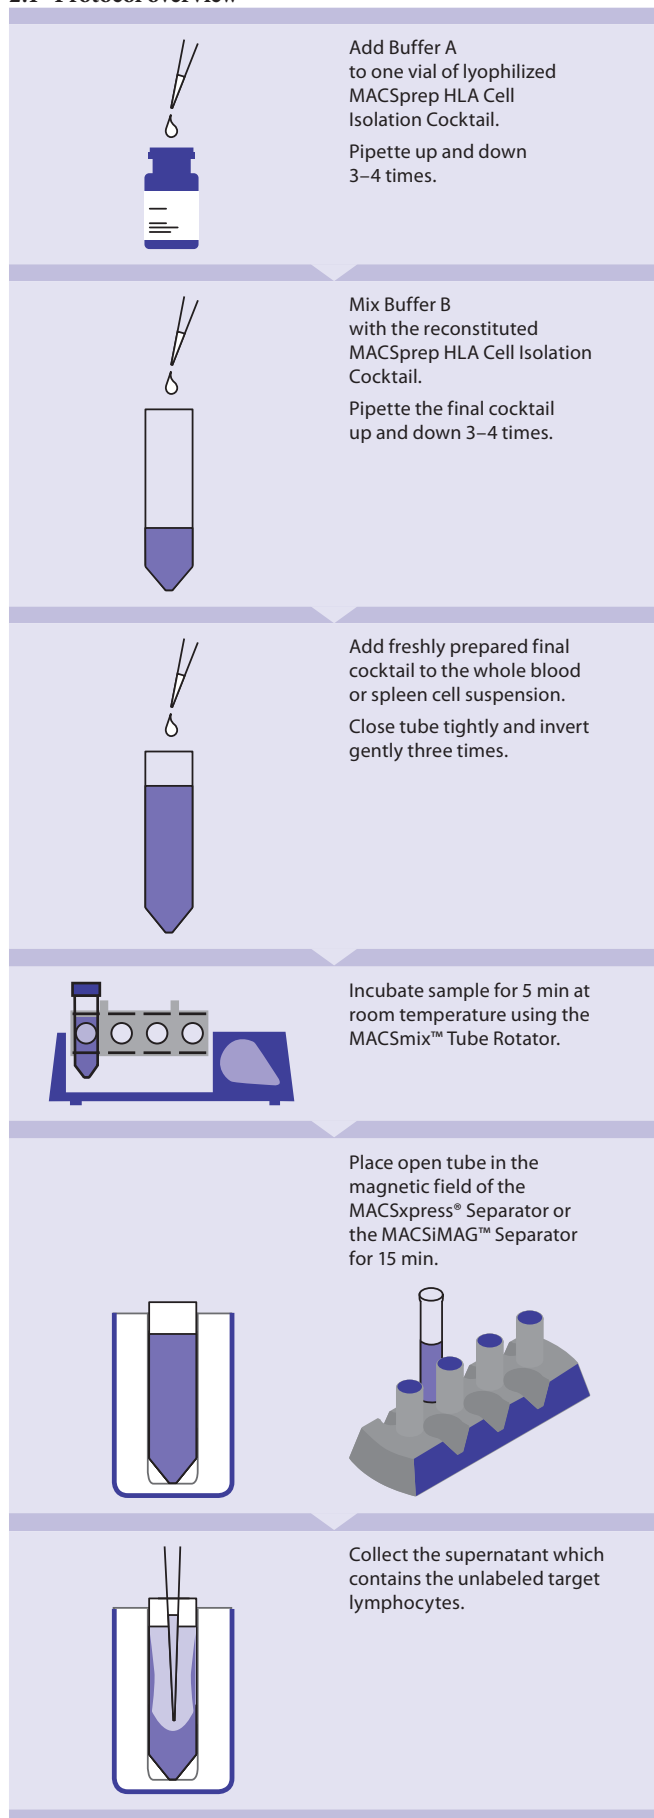 2.1 Protocol overview
Add Buffer A
to one vial of lyophilized
MACSprep HLA Cell
Isolation Cocktail.
Pipette up and down
3–4 times.
Mix Buffer B
with the reconstituted
MACSprep HLA Cell Isolation
Cocktail.
Pipette the final cocktail
up and down 3–4 times.
Add freshly prepared final
cocktail to the whole blood
or spleen cell suspension.
Close tube tightly and invert
gently three times.
Incubate sample for 5 min at
room temperature using the
MACSmix™ Tube Rotator.
Place open tube in the
magnetic field of the
MACSxpress® Separator or
the MACSiMAG™ Separator
for 15 min.
Collect the supernatant which
contains the unlabeled target
lymphocytes.